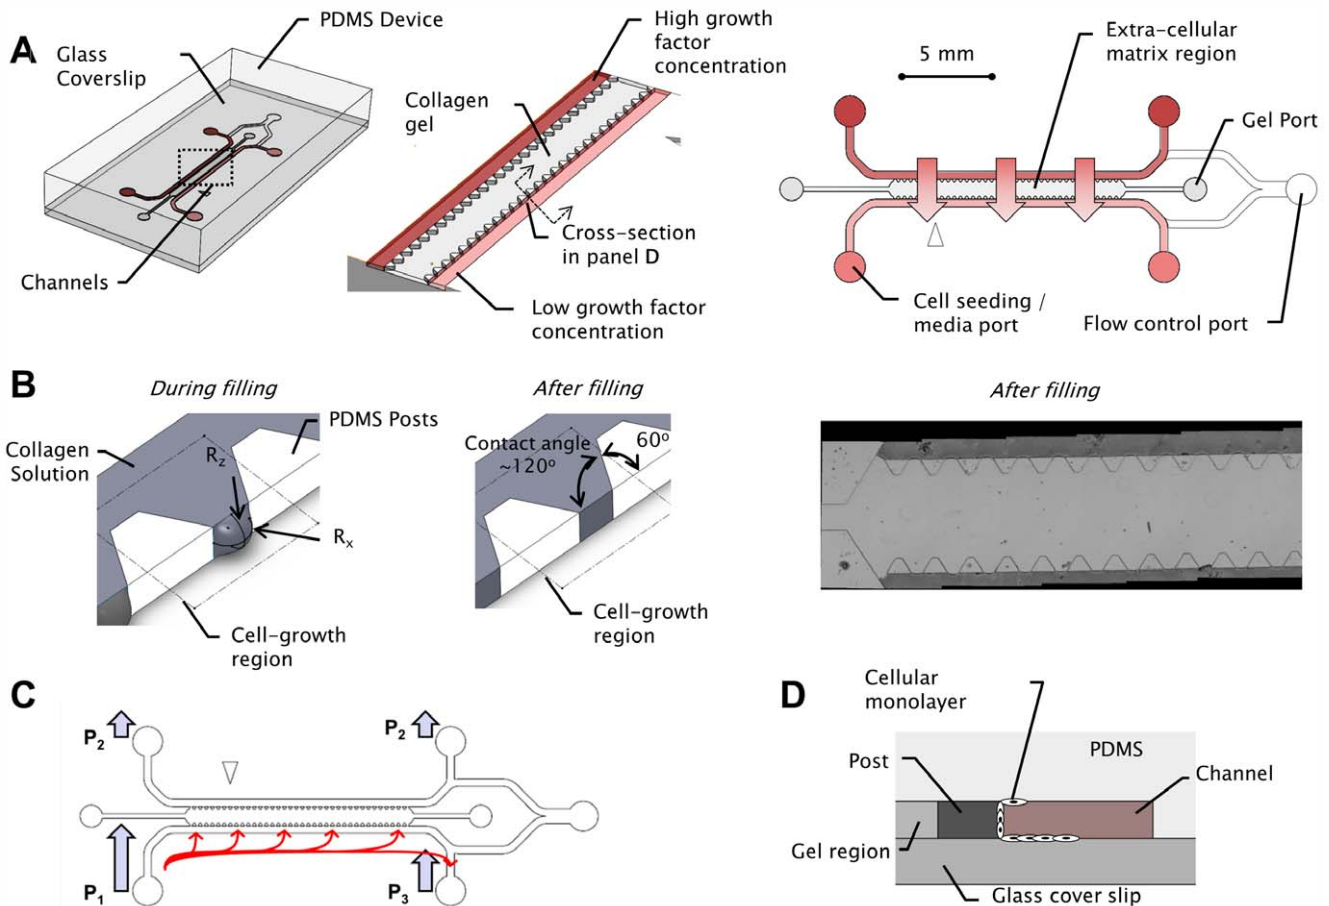 A
PDMS Device
Glass
Coverslip
Channels
High growth
factor
concentration
Collagen
gel
Cross-section
in panel D
Low growth factor
concentration
5 mm
Extra-cellular
matrix region
Gel Port
Cell seeding /
media port
Flow control port
B
During filling
Collagen
Solution
PDMS Posts
Rz
Rx
Cell-growth
region
After filling
Contact angle
~120º
60º
Cell-growth
region
After filling
C
P2
P2
P1
P3
D
Cellular
monolayer
PDMS
Post
Channel
Gel region
Glass cover slip